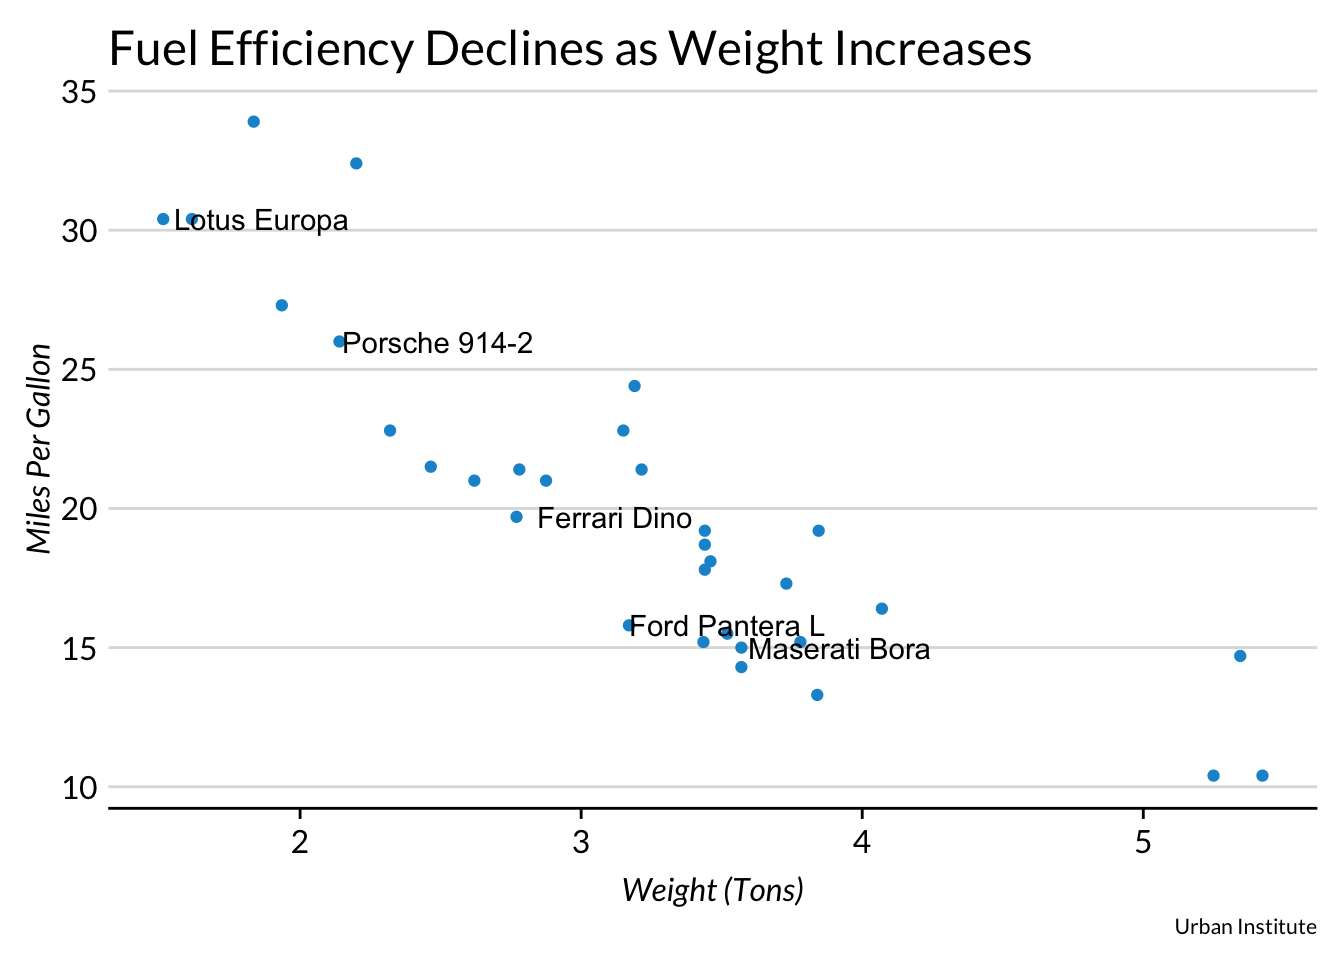 Fuel Efficiency Declines as Weight Increases
35
30
25
20
15
10
Miles Per Gallon
Lotus Europa
Porsche 914-2
Ferrari Dino
Ford Pantera L
Maserati Bora
2 3 4 5
Weight (Tons)
Urban Institute